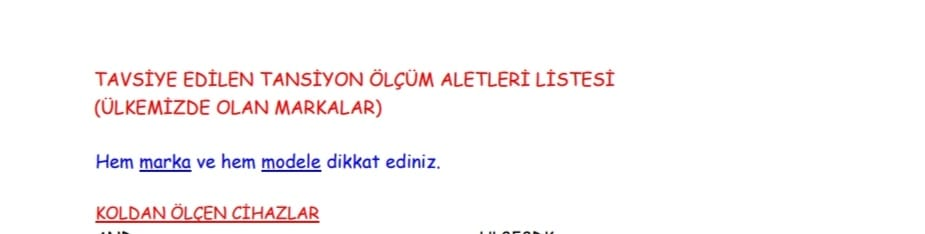 TAVSİYE EDİLEN TANSİYON ÖLÇÜM ALETLERİ LİSTESİ
(ÜLKEMİZDE OLAN MARKALAR)
Hem marka ve hem modele dikkat ediniz.
KOLDAN ÖLÇEN CİHAZLAR